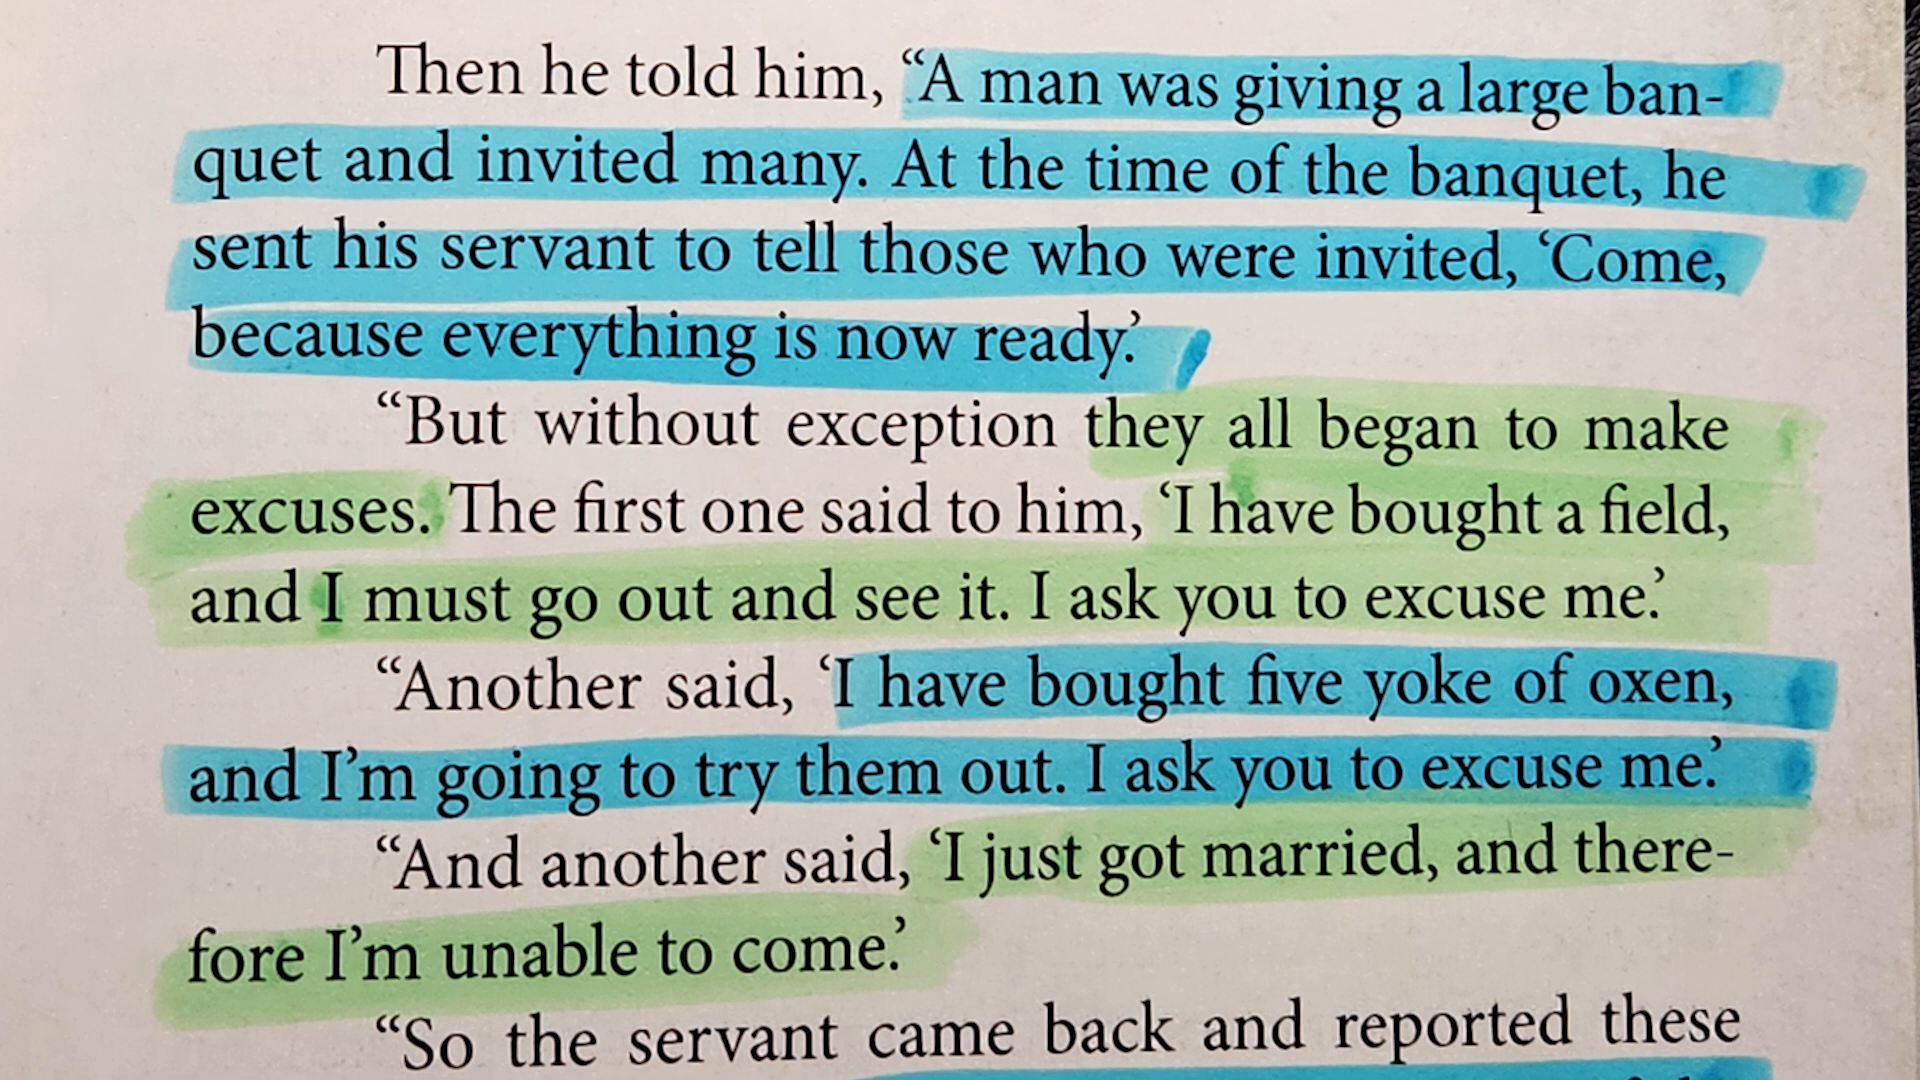 Then he told him, “A man was giving a large ban-
quet and invited many. At the time of the banquet, he
sent his servant to tell those who were invited, ‘Come,
because everything is now ready.’
“But without exception they all began to make
excuses. The first one said to him, ‘I have bought a field,
and I must go out and see it. I ask you to excuse me.’
“Another said, ‘I have bought five yoke of oxen,
and I’m going to try them out. I ask you to excuse me.’
“And another said, ‘I just got married, and there-
fore I’m unable to come.’
“So the servant came back and reported these